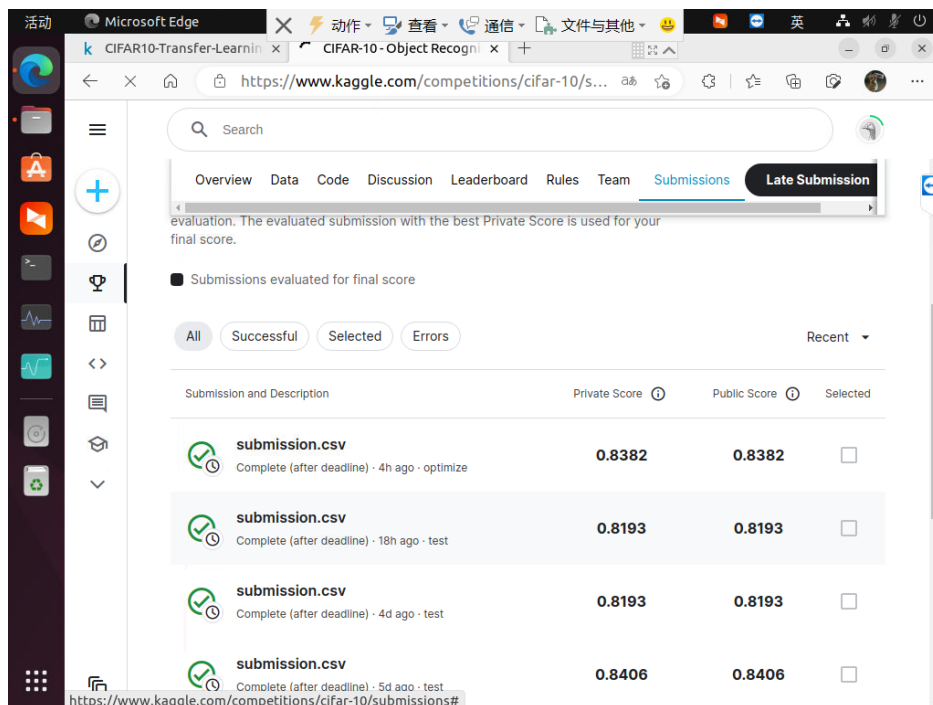 活动 Microsoft Edge 动作 查看 通信 文件与其他 英
k CIFAR10-Transfer-Learnin CIFAR-10 - Object Recogni
https://www.kaggle.com/competitions/cifar-10/s... aあ
Search
Overview Data Code Discussion Leaderboard Rules Team Submissions Late Submission
evaluation. The evaluated submission with the best Private Score is used for your
final score.
Submissions evaluated for final score
All Successful Selected Errors Recent
Submission and Description Private Score Public Score Selected
submission.csv
Complete (after deadline) · 4h ago · optimize 0.8382 0.8382
submission.csv
Complete (after deadline) · 18h ago · test 0.8193 0.8193
submission.csv
Complete (after deadline) · 4d ago · test 0.8193 0.8193
submission.csv
Complete (after deadline) · 5d ago · test 0.8406 0.8406
https://www.kaggle.com/competitions/cifar-10/submissions#